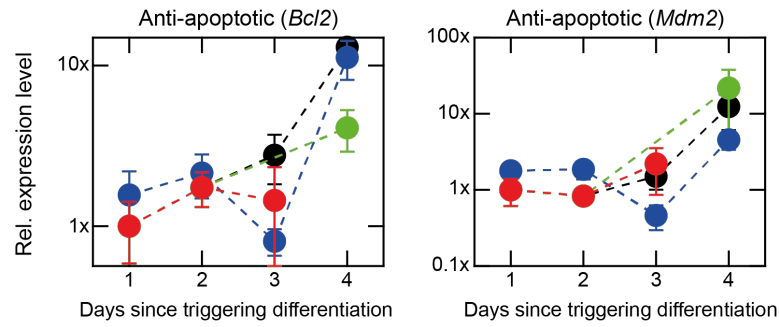 Anti-apoptotic (Bcl2)
Anti-apoptotic (Mdm2)
Rel. expression level
10x
1x
1
2
3
4
Days since triggering differentiation
100x
10x
1x
0.1x
1
2
3
4
Days since triggering differentiation